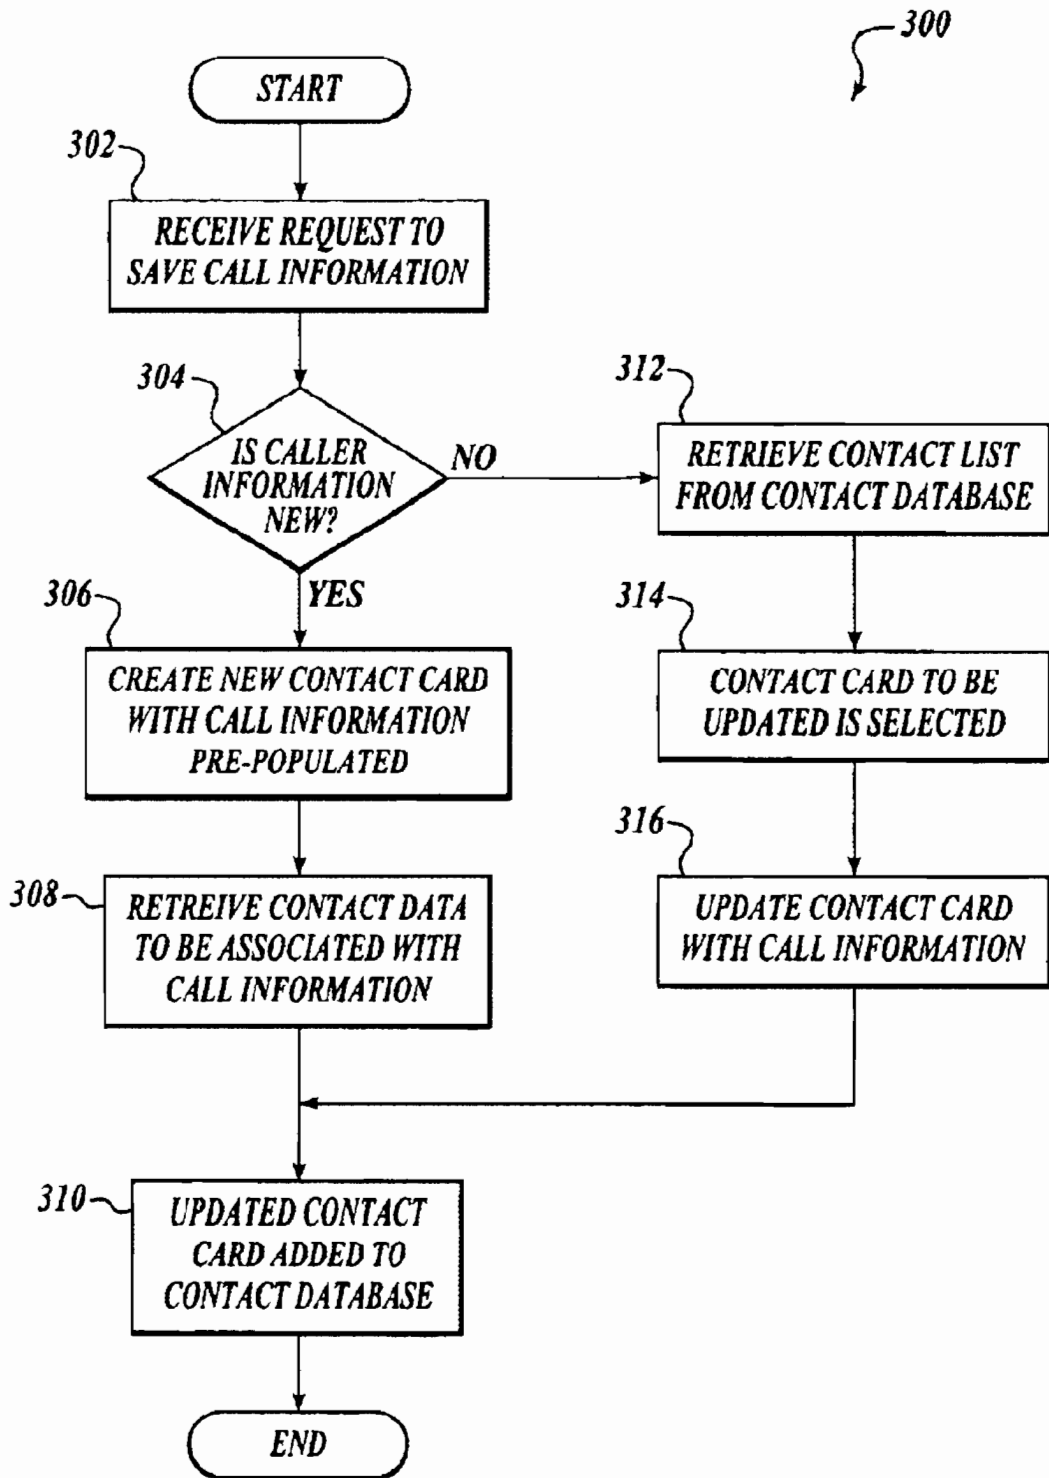 300
START
302
RECEIVE REQUEST TO
SAVE CALL INFORMATION
304
IS CALLER
INFORMATION
NEW?
NO
YES
312
RETRIEVE CONTACT LIST
FROM CONTACT DATABASE
306
CREATE NEW CONTACT CARD
WITH CALL INFORMATION
PRE-POPULATED
314
CONTACT CARD TO BE
UPDATED IS SELECTED
308
RETREIVE CONTACT DATA
TO BE ASSOCIATED WITH
CALL INFORMATION
316
UPDATE CONTACT CARD
WITH CALL INFORMATION
310
UPDATED CONTACT
CARD ADDED TO
CONTACT DATABASE
END